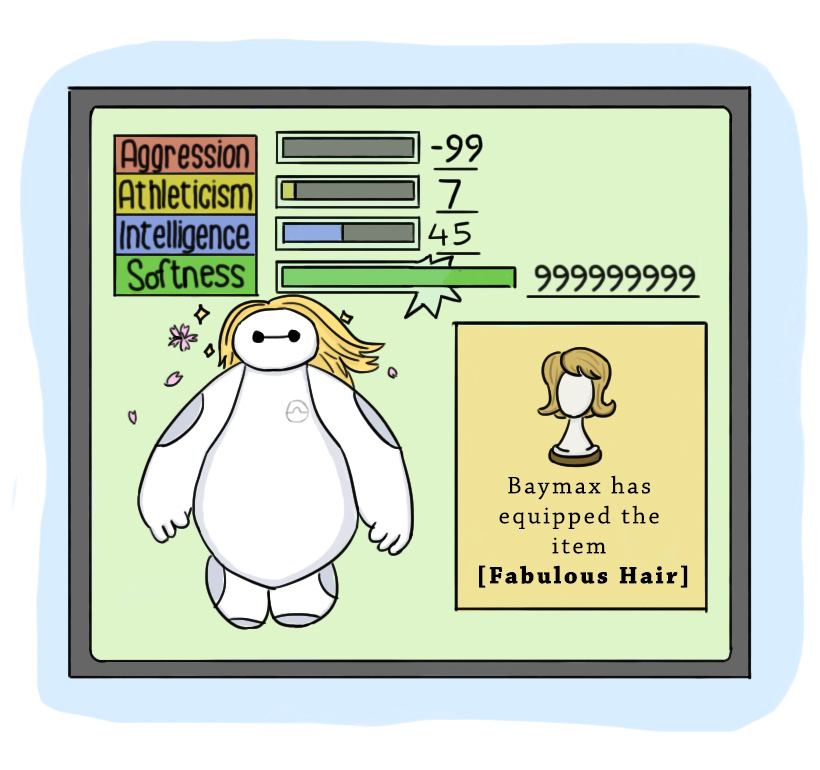 Aggression -99
Athleticism 7
Intelligence 45
Softness 999999999
Baymax has
equipped the
item
[Fabulous Hair]